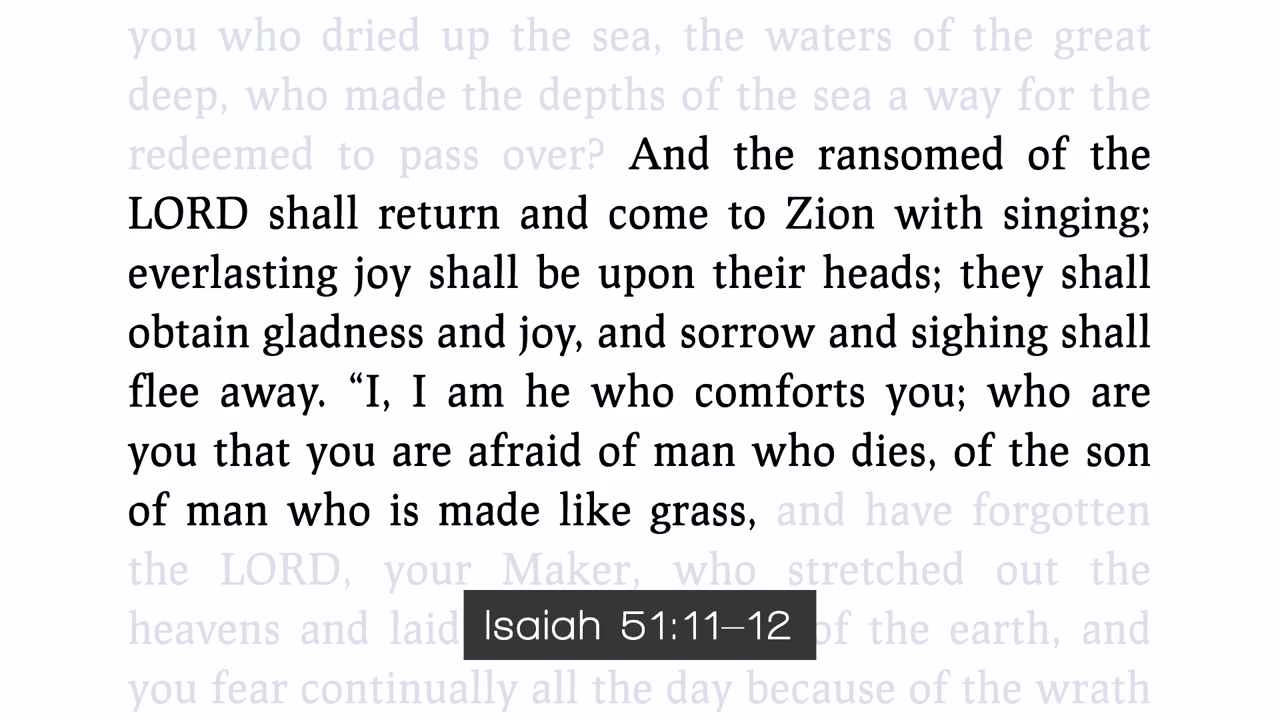 you who dried up the sea, the waters of the great
deep, who made the depths of the sea a way for the
redeemed to pass over? And the ransomed of the
LORD shall return and come to Zion with singing;
everlasting joy shall be upon their heads; they shall
obtain gladness and joy, and sorrow and sighing shall
flee away. “I, I am he who comforts you; who are
you that you are afraid of man who dies, of the son
of man who is made like grass, and have forgotten
the LORD, your Maker, who stretched out the
heavens and laid of the earth, and
Isaiah 51:11–12
you fear continually all the day because of the wrath